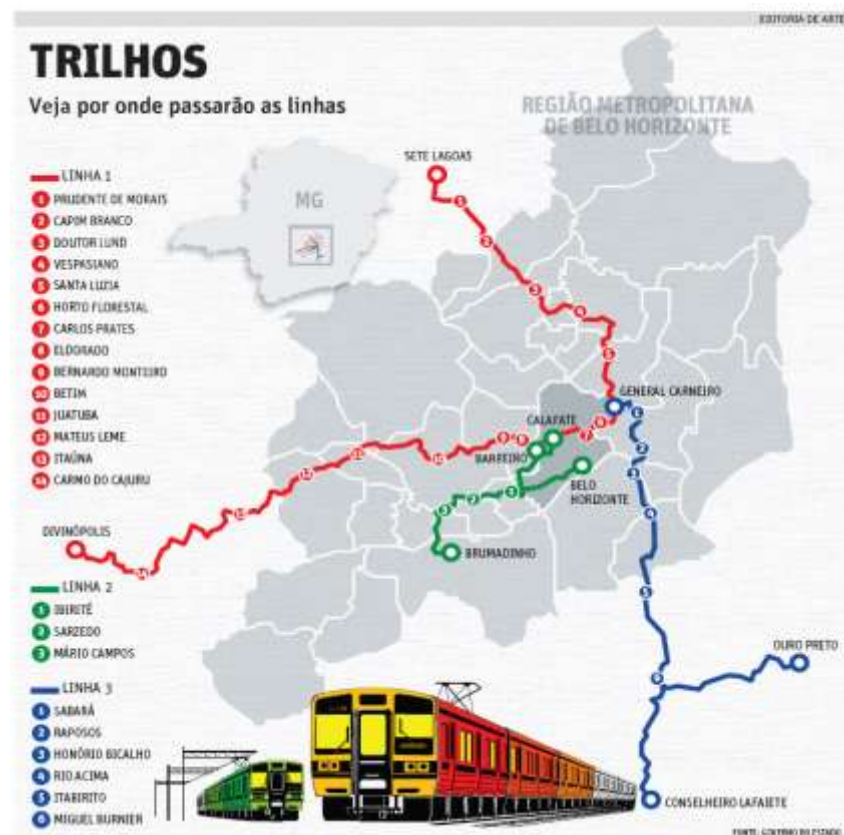 EDITORIA DE ARTE
TRILHOS
Veja por onde passarão as linhas
REGIÃO METROPOLITANA
DE BELO HORIZONTE
SETE LAGOAS
MG
LINHA 1
1 PRUDENTE DE MORAIS
2 CAPIM BRANCO
3 DOUTOR LUND
4 VESPASIANO
5 SANTA LUZIA
6 HORTO FLORESTAL
7 CARLOS PRATES
8 ELDORADO
9 BERNARDO MONTEIRO
10 BETIM
11 JUATUBA
12 MATEUS LEME
13 ITAÚNA
14 CARMO DO CAJURU
GENERAL CARNEIRO
CALAFATE
BARREIRO
BELO
HORIZONTE
DIVINÓPOLIS
BRUMADINHO
LINHA 2
1 IBIRITÉ
2 SARZEDO
3 MÁRIO CAMPOS
LINHA 3
1 SABARÁ
2 RAPOSOS
3 HONÓRIO BICALHO
4 RIO ACIMA
5 ITABIRITO
6 MIGUEL BURNIER
OURO PRETO
CONSELHEIRO LAFAIETE
FONTE: GOVERNO DO ESTADO